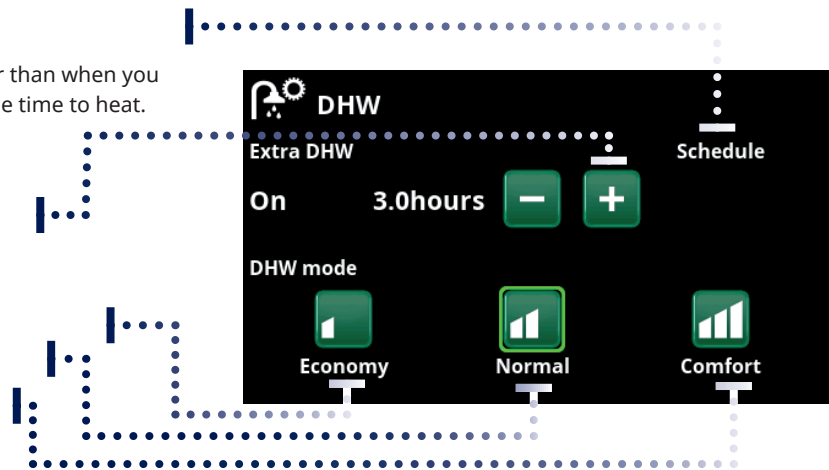 r than when you
e time to heat.
DHW
Extra DHW
Schedule
On 3.0hours - +
DHW mode
Economy Normal Comfort